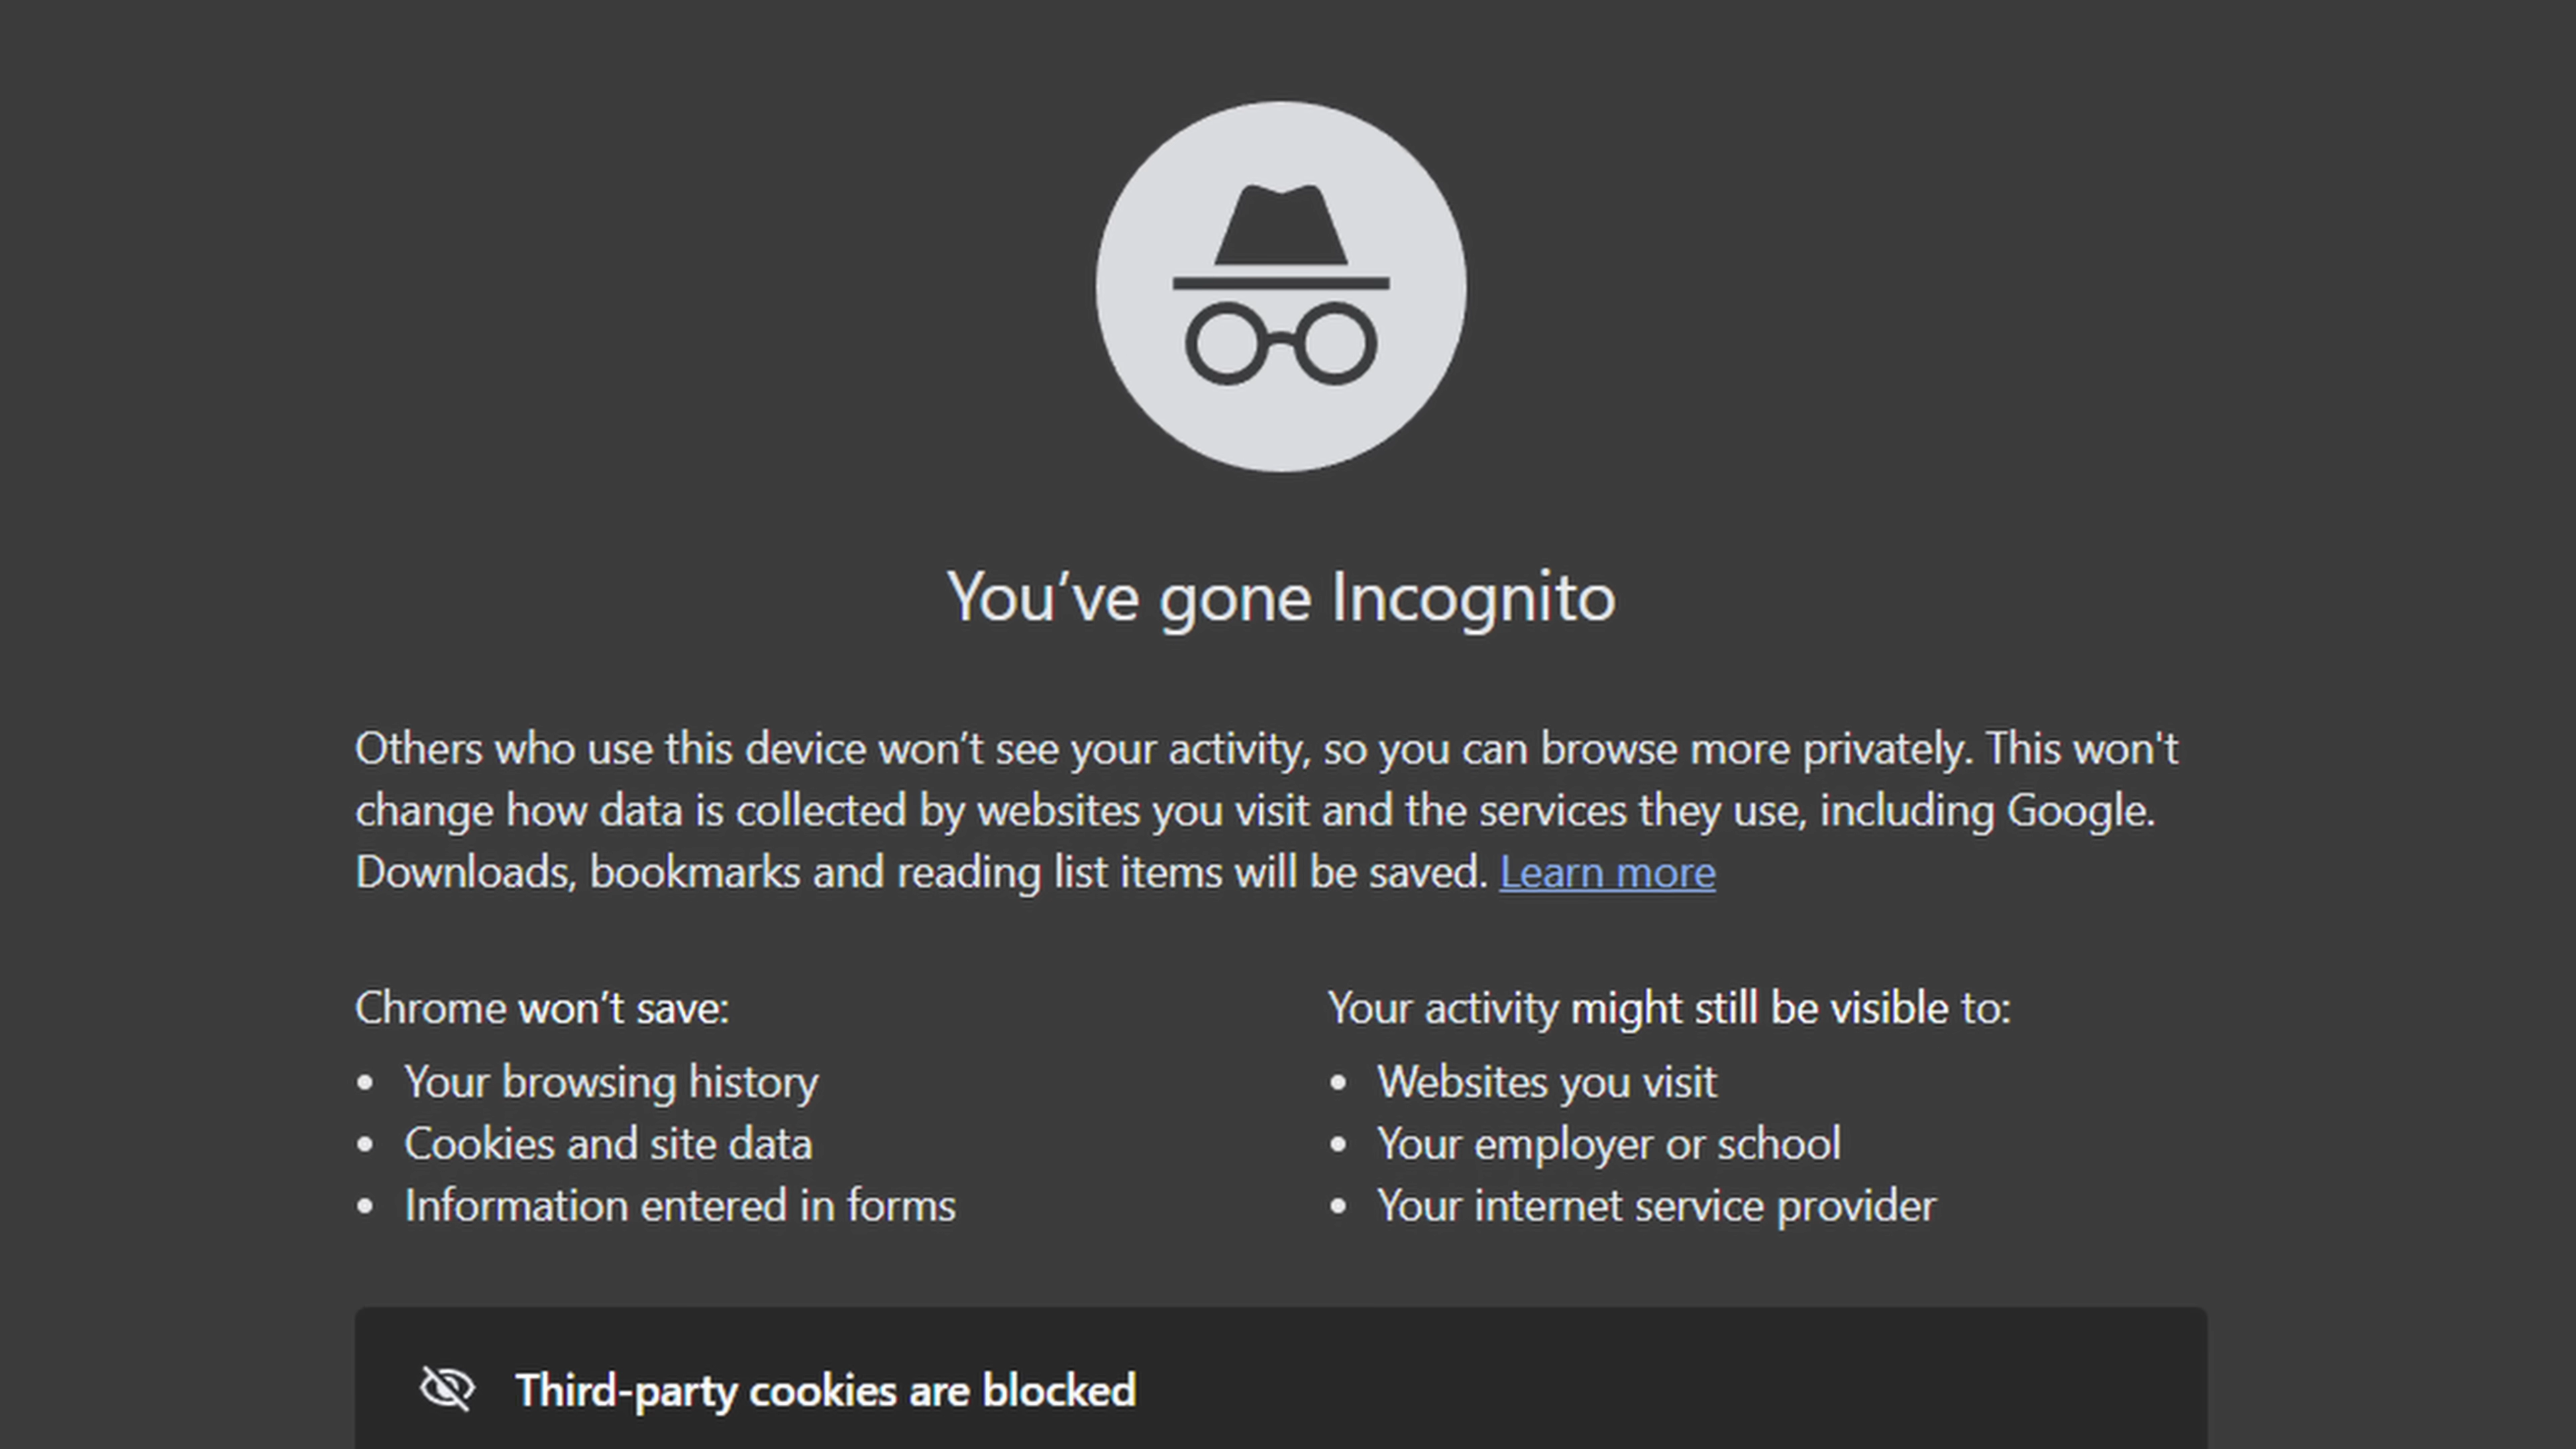 You’ve gone Incognito
Others who use this device won’t see your activity, so you can browse more privately. This won't
change how data is collected by websites you visit and the services they use, including Google.
Downloads, bookmarks and reading list items will be saved. Learn more
Chrome won’t save:
• Your browsing history
• Cookies and site data
• Information entered in forms
Your activity might still be visible to:
• Websites you visit
• Your employer or school
• Your internet service provider
Third-party cookies are blocked